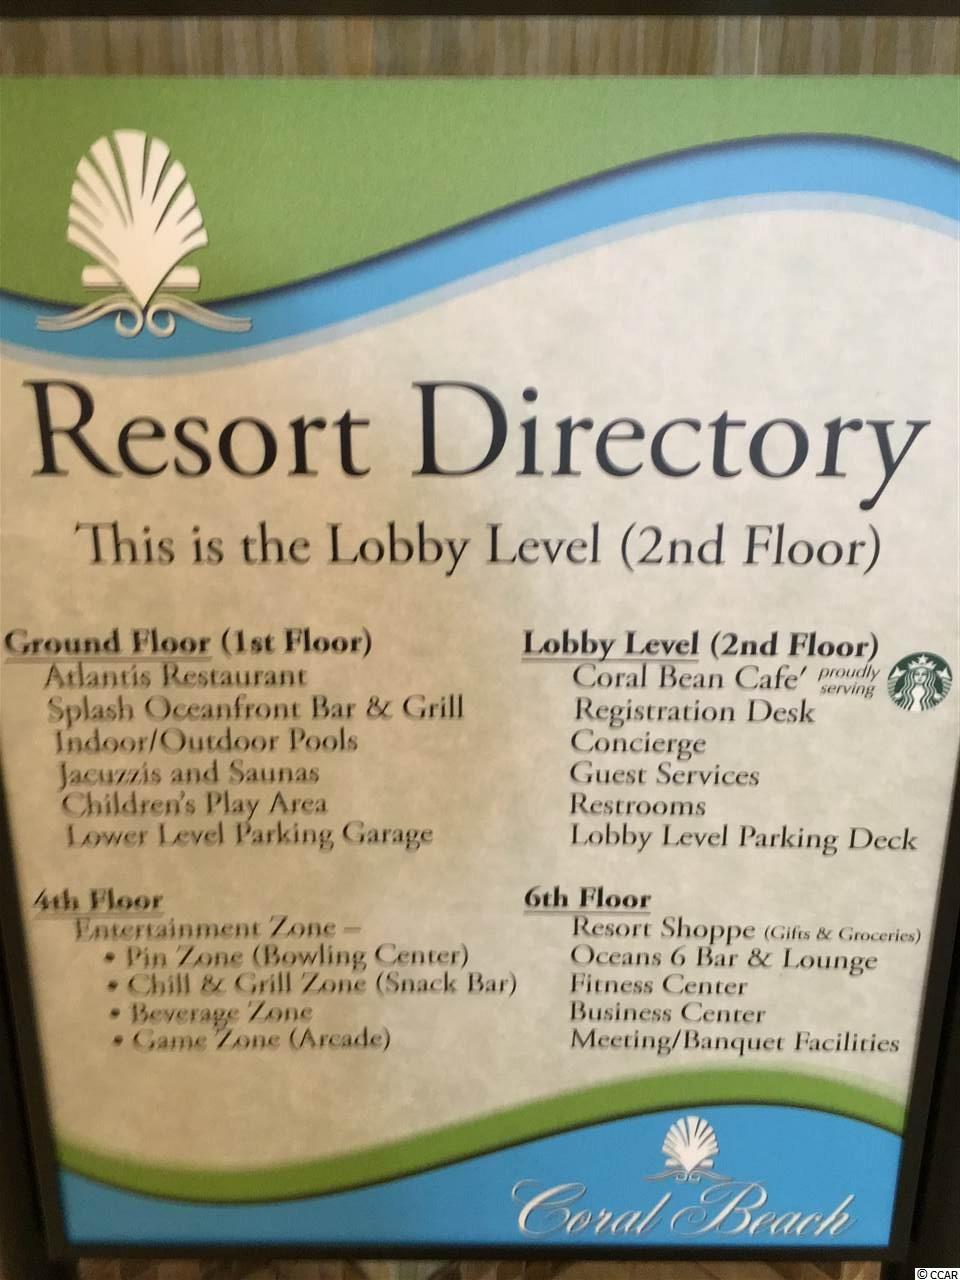 Resort Directory
This is the Lobby Level (2nd Floor)
Ground Floor (1st Floor)
Atlantis Restaurant
Splash Oceanfront Bar & Grill
Indoor/Outdoor Pools
Jacuzzis and Saunas
Children's Play Area
Lower Level Parking Garage
Lobby Level (2nd Floor)
Coral Bean Cafe' proudly
serving
Registration Desk
Concierge
Guest Services
Restrooms
Lobby Level Parking Deck
4th Floor
Entertainment Zone –
• Pin Zone (Bowling Center)
• Chill & Grill Zone (Snack Bar)
• Beverage Zone
• Game Zone (Arcade)
6th Floor
Resort Shoppe (Gifts & Groceries)
Oceans 6 Bar & Lounge
Fitness Center
Business Center
Meeting/Banquet Facilities
Coral Beach
© CCAR